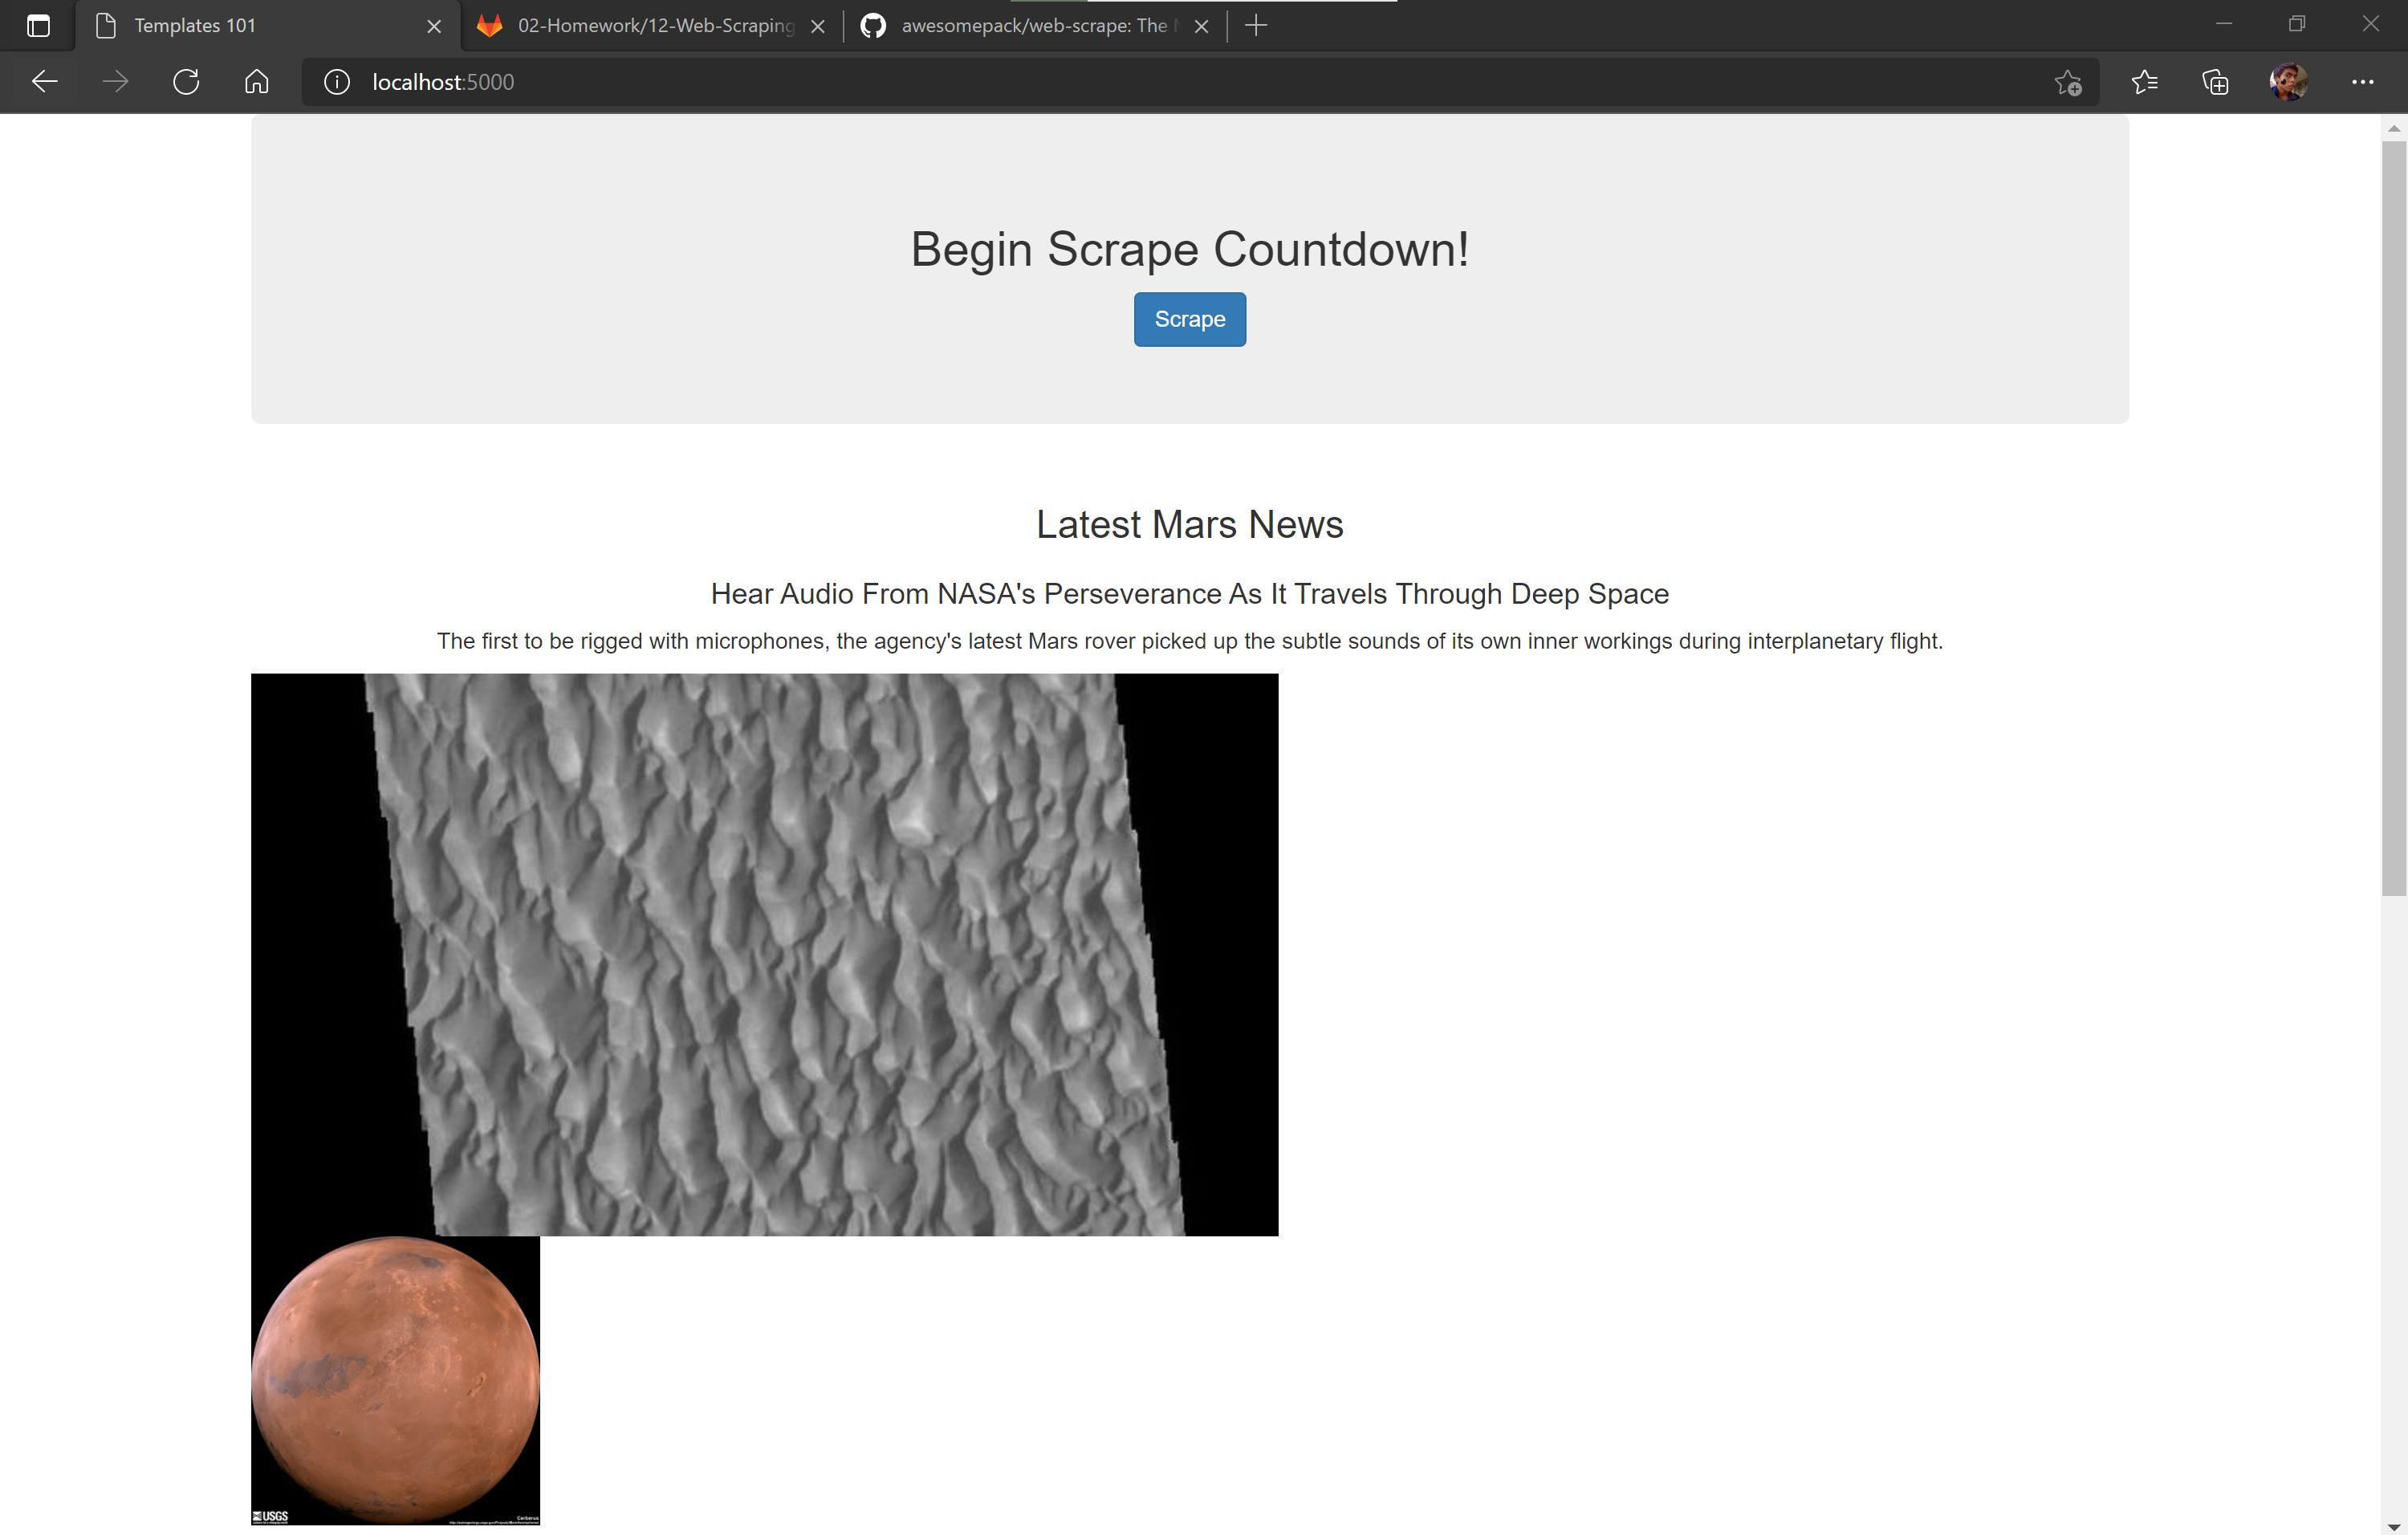 Templates 101
02-Homework/12-Web-Scraping
awesomepack/web-scrape: The
localhost:5000
Begin Scrape Countdown!
Scrape
Latest Mars News
Hear Audio From NASA's Perseverance As It Travels Through Deep Space
The first to be rigged with microphones, the agency's latest Mars rover picked up the subtle sounds of its own inner workings during interplanetary flight.
USGS
Cerberus